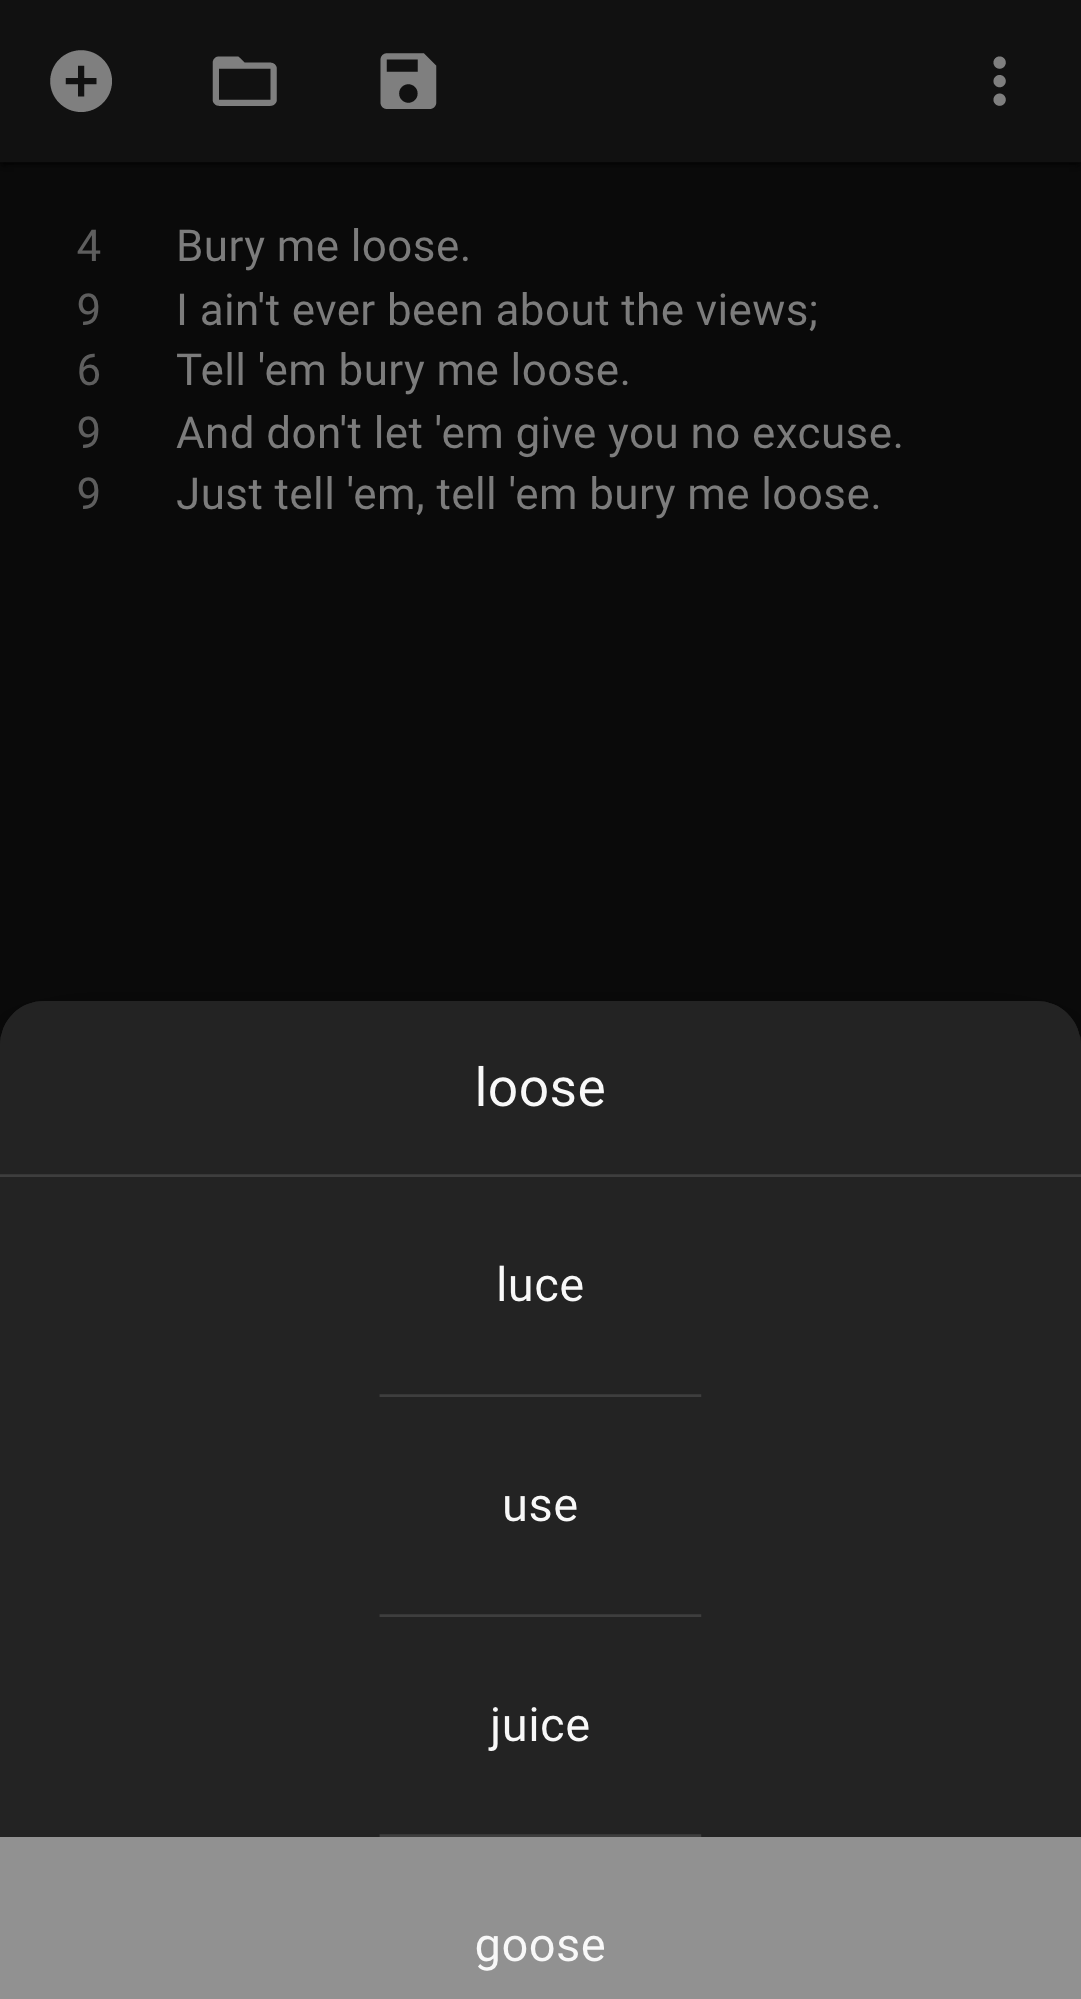 4 Bury me loose.
9 I ain't ever been about the views;
6 Tell 'em bury me loose.
9 And don't let 'em give you no excuse.
9 Just tell 'em, tell 'em bury me loose.
loose
luce
use
juice
goose